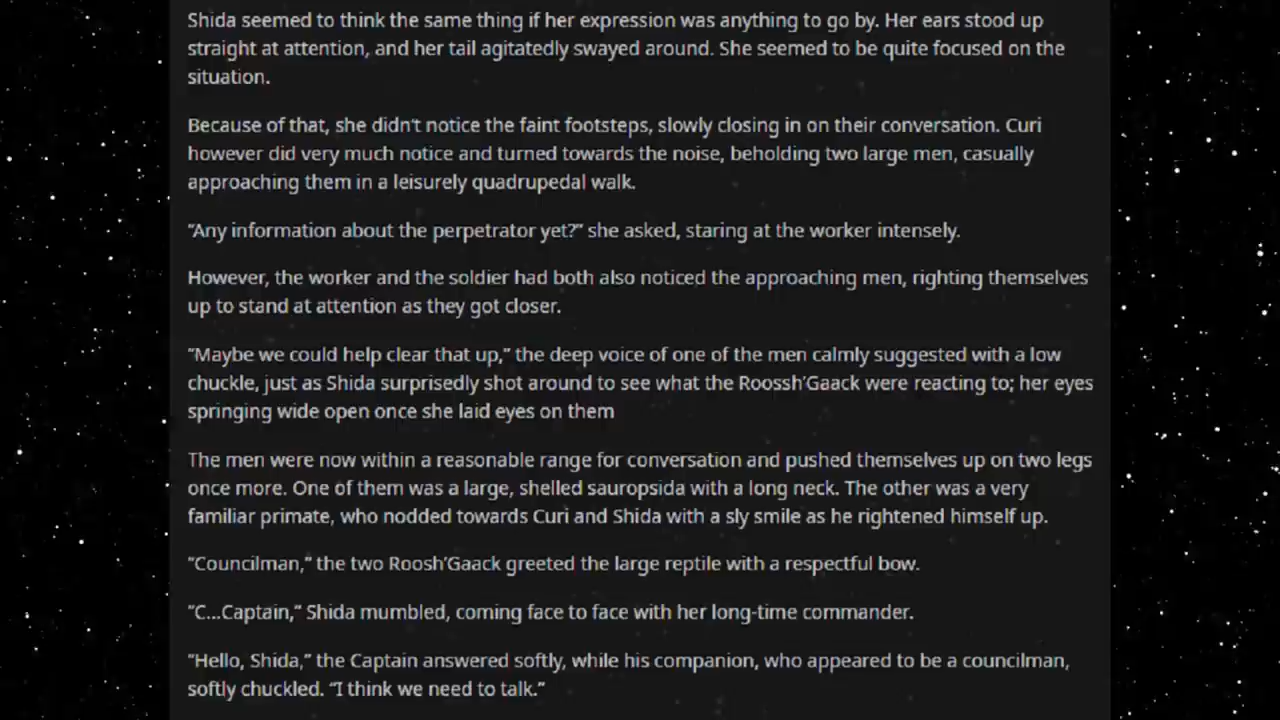 Shida seemed to think the same thing if her expression was anything to go by. Her ears stood up
straight at attention, and her tail agitatedly swayed around. She seemed to be quite focused on the
situation.
Because of that, she didn't notice the faint footsteps, slowly closing in on their conversation. Curi
however did very much notice and turned towards the noise, beholding two large men, casually
approaching them in a leisurely quadrupedal walk.
“Any information about the perpetrator yet?” she asked, staring at the worker intensely.
However, the worker and the soldier had both also noticed the approaching men, righting themselves
up to stand at attention as they got closer.
“Maybe we could help clear that up,” the deep voice of one of the men calmly suggested with a low
chuckle, just as Shida surprisedly shot around to see what the Roossh’Gaack were reacting to; her eyes
springing wide open once she laid eyes on them
The men were now within a reasonable range for conversation and pushed themselves up on two legs
once more. One of them was a large, shelled sauropsida with a long neck. The other was a very
familiar primate, who nodded towards Curi and Shida with a sly smile as he rightened himself up.
“Councilman,” the two Roosh’Gaack greeted the large reptile with a respectful bow.
“C…Captain,” Shida mumbled, coming face to face with her long-time commander.
“Hello, Shida,” the Captain answered softly, while his companion, who appeared to be a councilman,
softly chuckled. “I think we need to talk.”